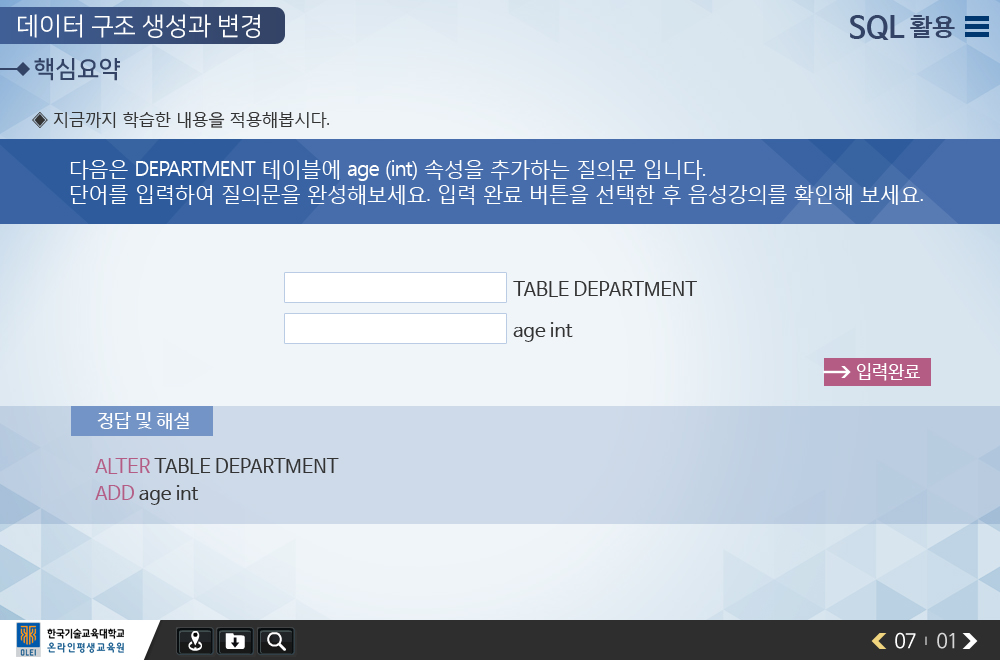 데이터 구조 생성과 변경
SQL 활용
핵심요약
◈ 지금까지 학습한 내용을 적용해봅시다.
다음은 DEPARTMENT 테이블에 age (int) 속성을 추가하는 질의문 입니다.
단어를 입력하여 질의문을 완성해보세요. 입력 완료 버튼을 선택한 후 음성강의를 확인해 보세요.
TABLE DEPARTMENT
age int
입력완료
정답 및 해설
ALTER TABLE DEPARTMENT
ADD age int
한국기술교육대학교
온라인평생교육원
OLEI
07 | 01